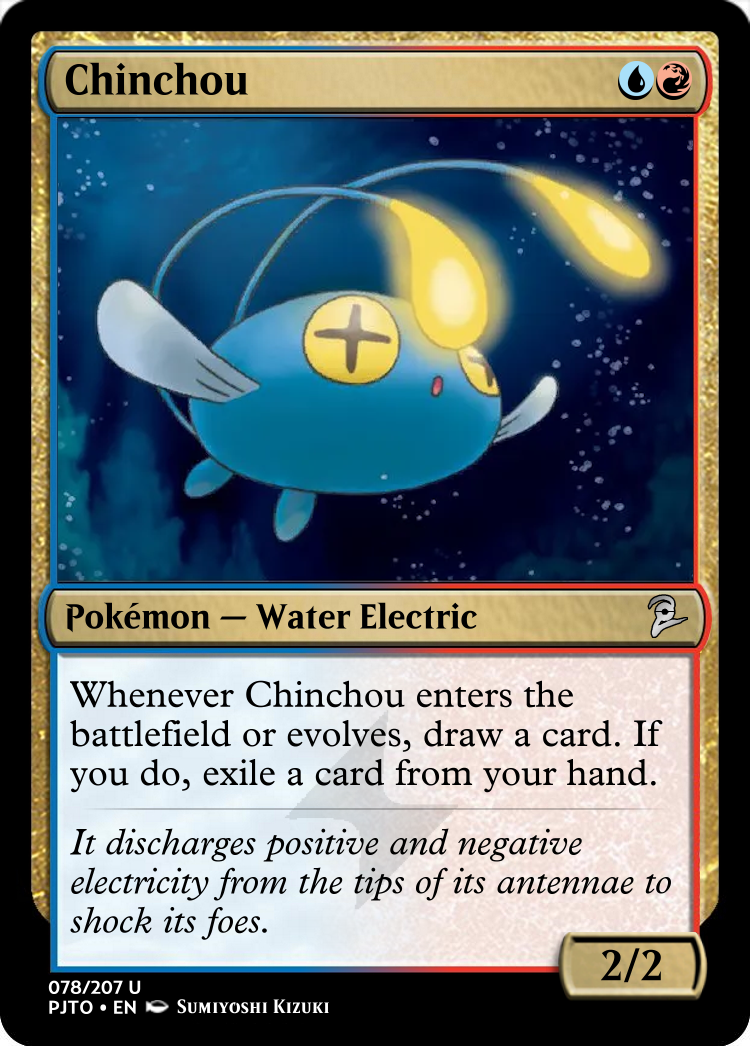 Chinchou
Pokémon — Water Electric
Whenever Chinchou enters the
battlefield or evolves, draw a card. If
you do, exile a card from your hand.
It discharges positive and negative
electricity from the tips of its antennae to
shock its foes.
2/2
078/207 U
PJTO • EN Sumiyoshi Kizuki